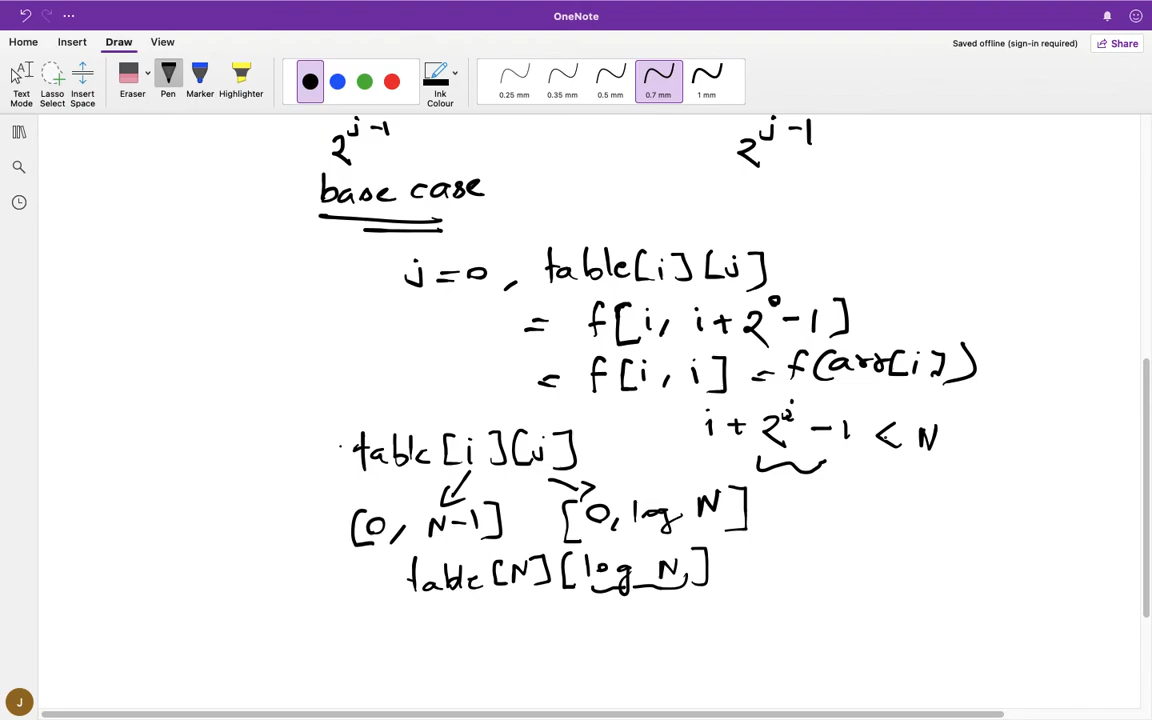 OneNote
Home Insert Draw View
Saved offline (sign-in required) Share
Text Mode
Lasso Select
Insert Space
Eraser
Pen
Marker
Highlighter
Ink Colour
0.25 mm 0.35 mm 0.5 mm 0.7 mm 1 mm
2^{j-1} 2^{j-1}
base case
j = 0, table[i][j]
= f[i, i + 2^0 - 1]
= f[i, i] = f(arr[i])
i + 2^j - 1 < N
table[i][j]
[0, N-1] [0, log N]
table[N][log N]
J